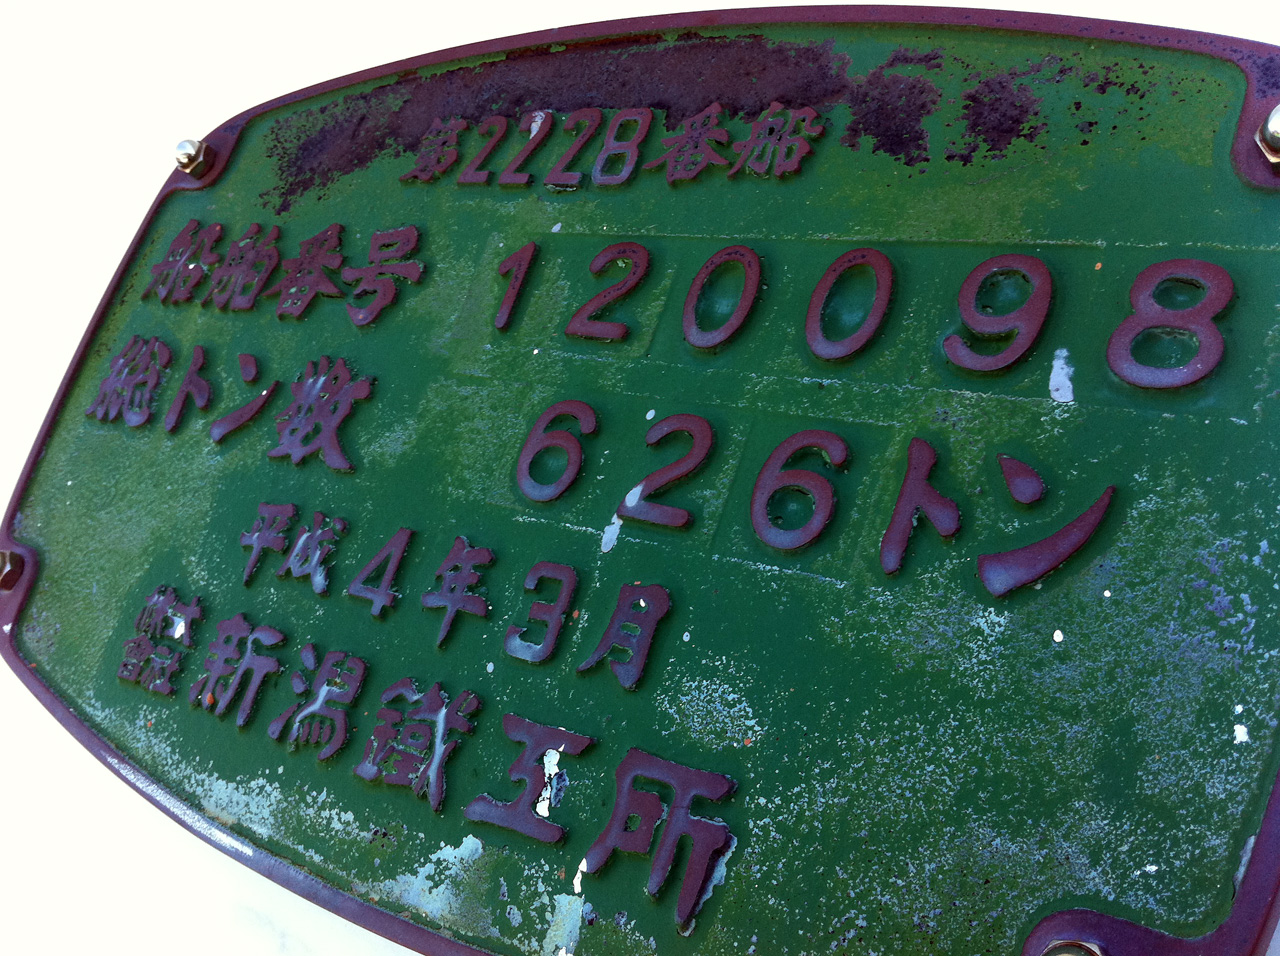 第2228番船
船舶番号 120098
総トン数 626トン
平成4年3月
株式会社 新潟鐵工所